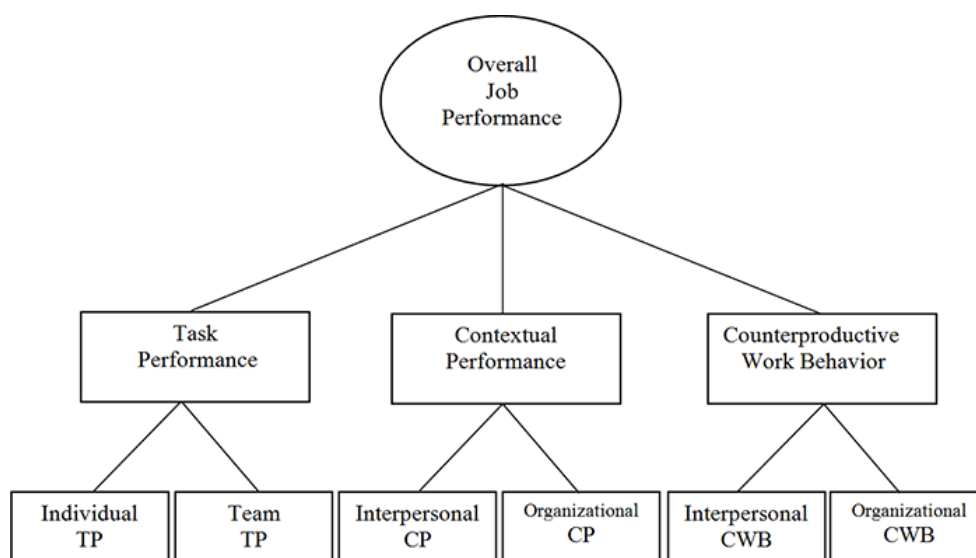 Overall
Job
Performance
Task
Performance
Contextual
Performance
Counterproductive
Work Behavior
Individual
TP
Team
TP
Interpersonal
CP
Organizational
CP
Interpersonal
CWB
Organizational
CWB